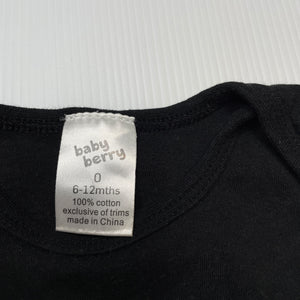 baby
berry
0
6-12mths
100% cotton
exclusive of trims
made in China